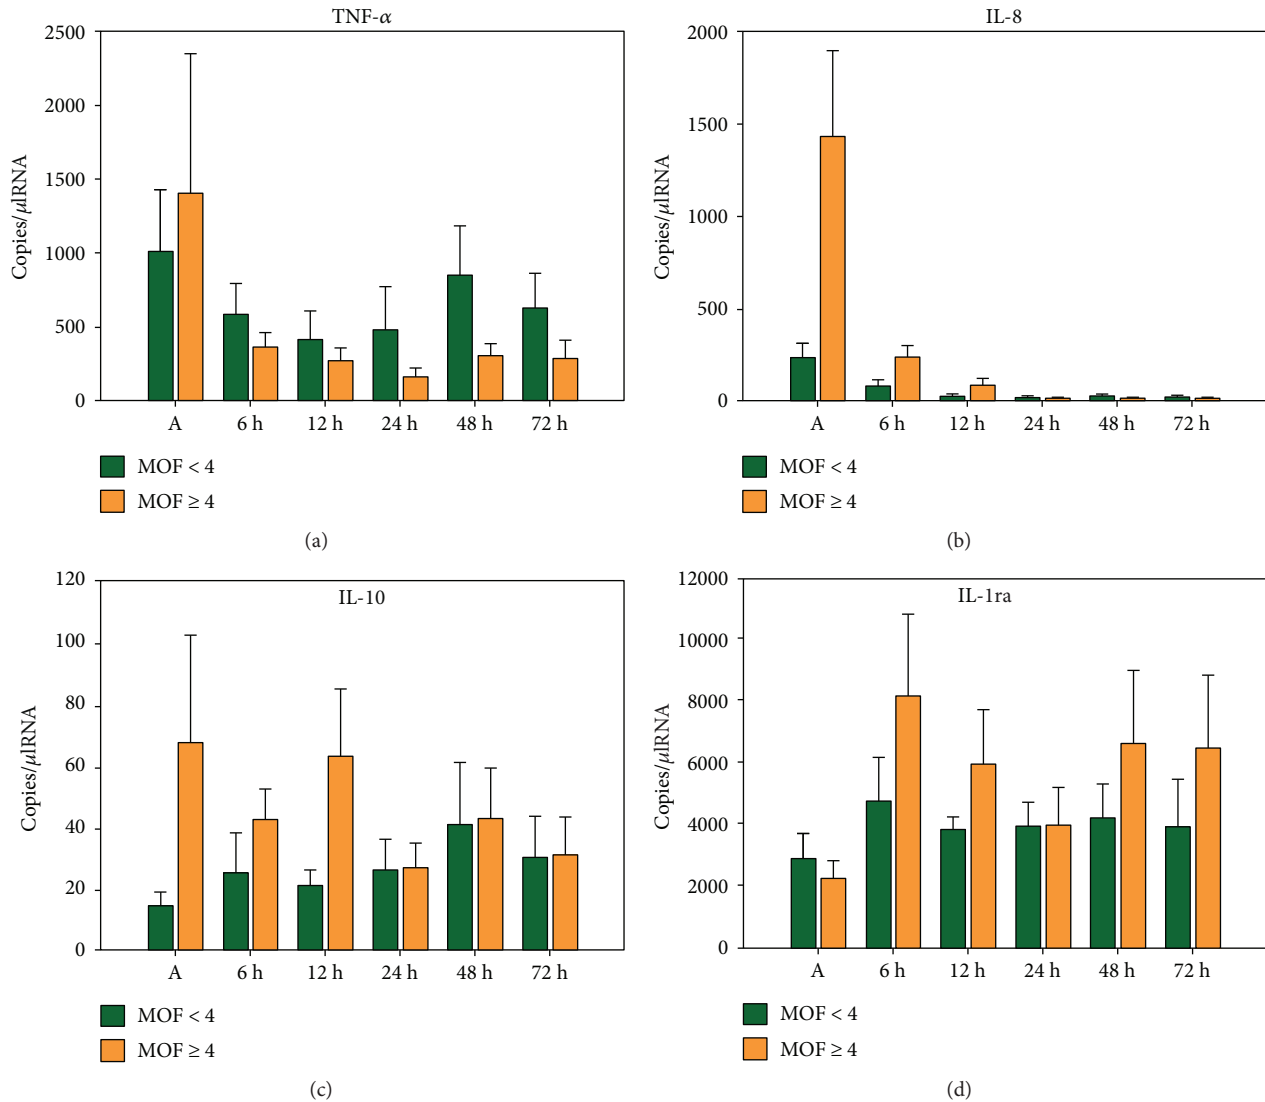 TNF-α
Copies/μlRNA
2500
2000
1500
1000
500
0
A 6 h 12 h 24 h 48 h 72 h
MOF < 4
MOF ≥ 4
(a)
IL-8
Copies/μlRNA
2000
1500
1000
500
0
A 6 h 12 h 24 h 48 h 72 h
MOF < 4
MOF ≥ 4
(b)
IL-10
Copies/μlRNA
120
100
80
60
40
20
0
A 6 h 12 h 24 h 48 h 72 h
MOF < 4
MOF ≥ 4
(c)
IL-1ra
Copies/μlRNA
12000
10000
8000
6000
4000
2000
0
A 6 h 12 h 24 h 48 h 72 h
MOF < 4
MOF ≥ 4
(d)